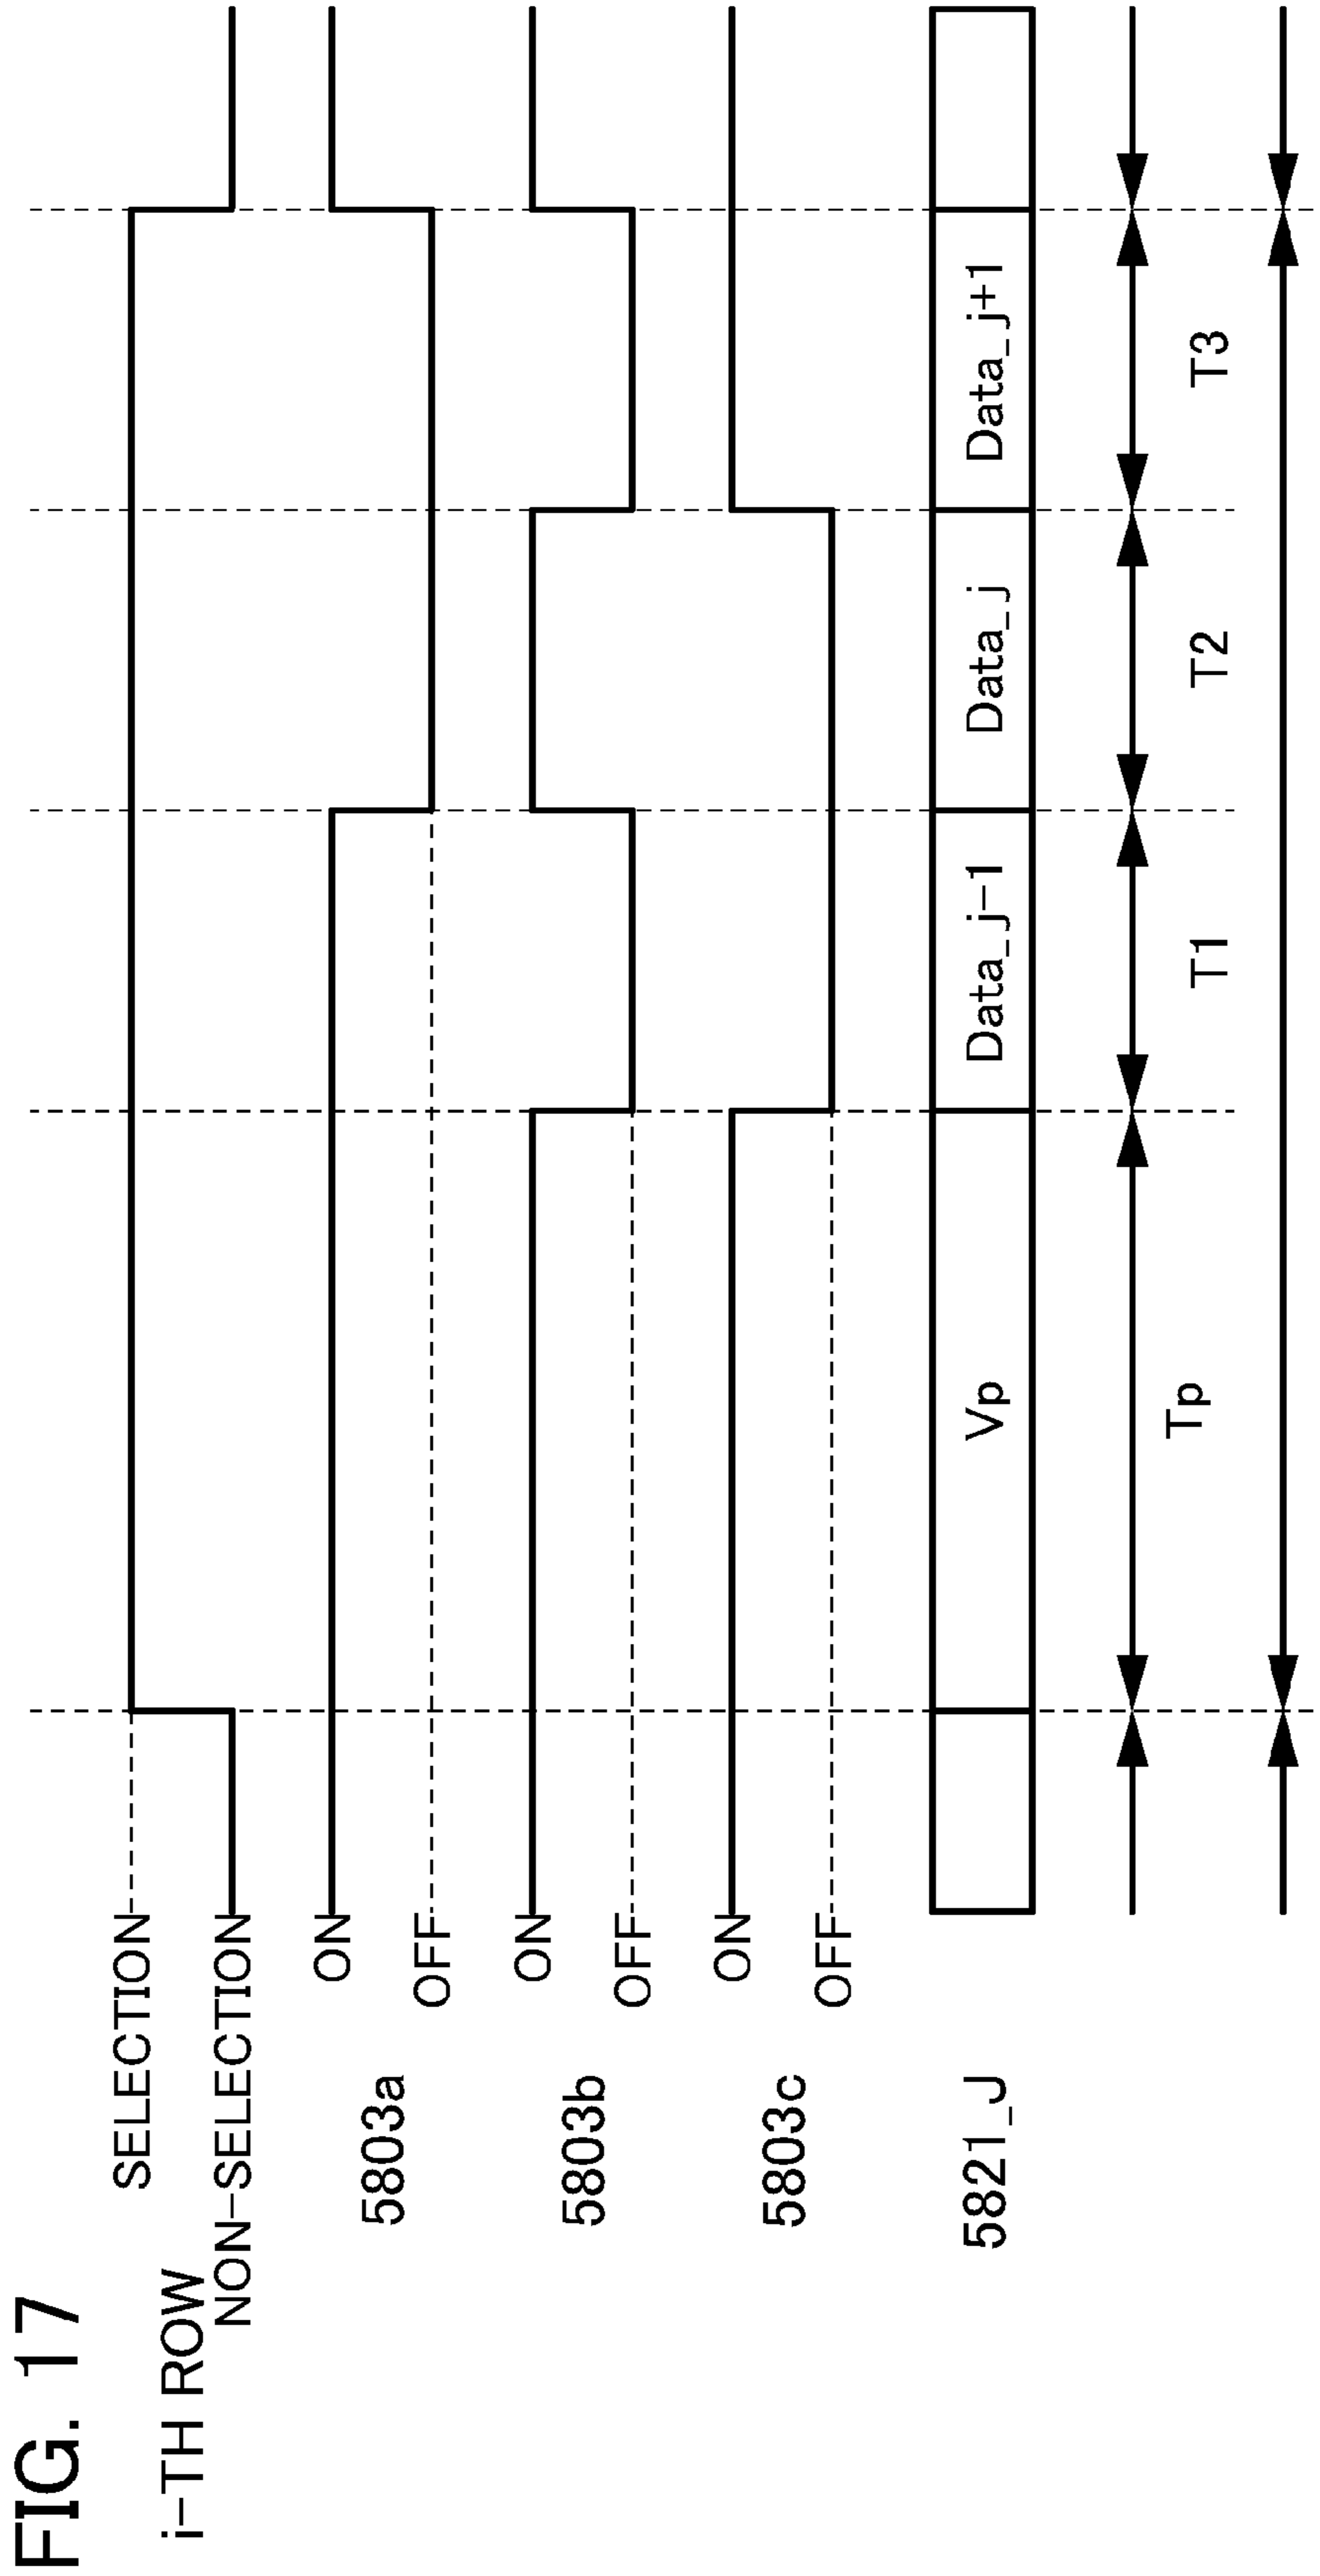 FIG. 17
SELECTION
i-TH ROW
NON-SELECTION
ON
5803a
OFF
ON
5803b
OFF
ON
5803c
OFF
5821_J
Vp
Data_j-1
Data_j
Data_j+1
Tp
T1
T2
T3